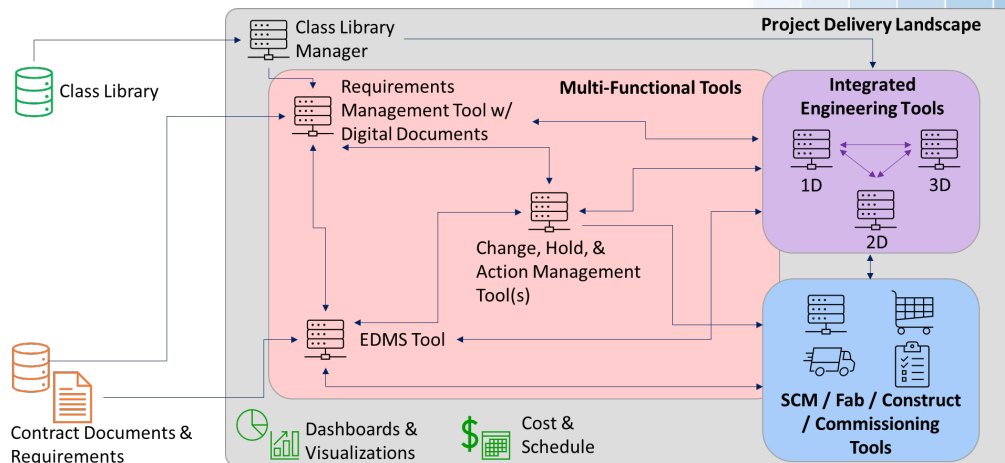 Project Delivery Landscape
Class Library
Manager
Class Library
Requirements
Management Tool w/
Digital Documents
Multi-Functional Tools
Integrated
Engineering Tools
1D
3D
2D
Change, Hold, &
Action Management
Tool(s)
EDMS Tool
SCM / Fab / Construct
/ Commissioning
Tools
Contract Documents &
Requirements
Dashboards &
Visualizations
$
Cost &
Schedule